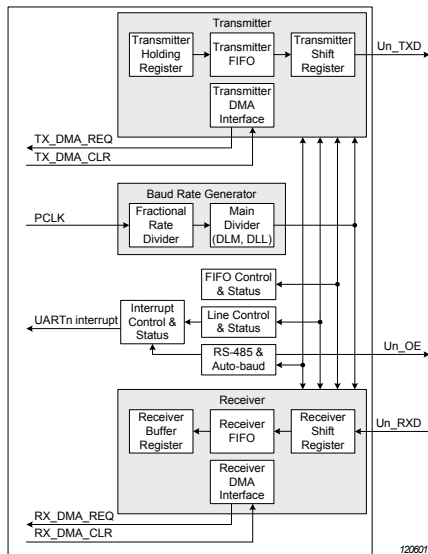 Transmitter
Transmitter
Holding
Register
Transmitter
FIFO
Transmitter
Shift
Register
Un_TXD
Transmitter
DMA
Interface
TX_DMA_REQ
TX_DMA_CLR
Baud Rate Generator
PCLK
Fractional
Rate
Divider
Main
Divider
(DLM, DLL)
FIFO Control
& Status
UARTn interrupt
Interrupt
Control &
Status
Line Control
& Status
RS-485 &
Auto-baud
Un_OE
Receiver
Receiver
Buffer
Register
Receiver
FIFO
Receiver
Shift
Register
Un_RXD
Receiver
DMA
Interface
RX_DMA_REQ
RX_DMA_CLR
120601